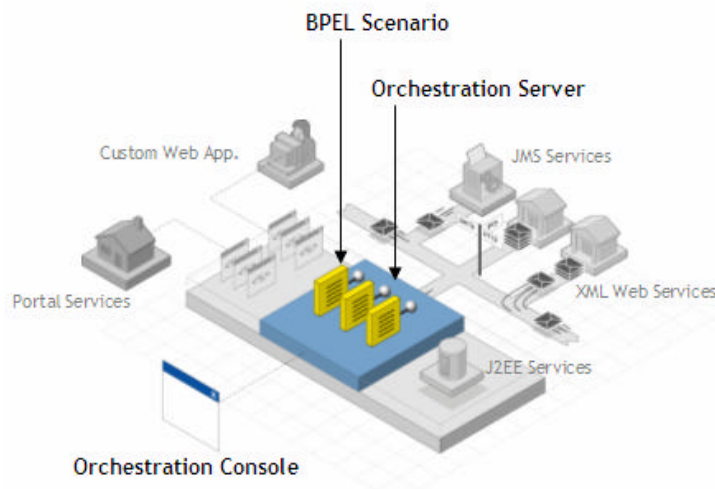 BPEL Scenario
Orchestration Server
Custom Web App.
JMS Services
Portal Services
XML Web Services
J2EE Services
Orchestration Console